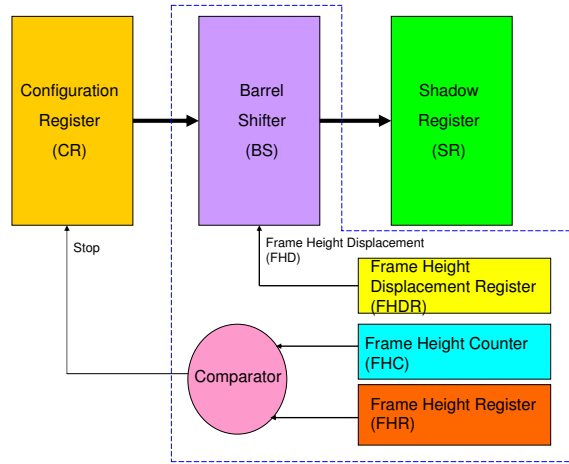 Configuration
Register
(CR)
Barrel
Shifter
(BS)
Shadow
Register
(SR)
Stop
Frame Height Displacement
(FHD)
Frame Height
Displacement Register
(FHDR)
Frame Height Counter
(FHC)
Comparator
Frame Height Register
(FHR)